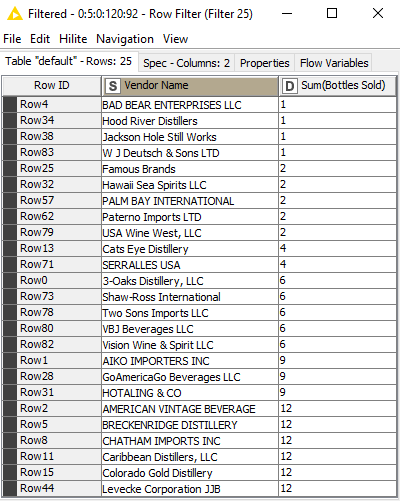 Filtered - 0:5:0:120:92 - Row Filter (Filter 25)
File Edit Hilite Navigation View
Table "default" - Rows: 25 Spec - Columns: 2 Properties Flow Variables
Row ID S Vendor Name D Sum(Bottles Sold)
Row4 BAD BEAR ENTERPRISES LLC 1
Row34 Hood River Distillers 1
Row38 Jackson Hole Still Works 1
Row83 W J Deutsch & Sons LTD 1
Row25 Famous Brands 2
Row32 Hawaii Sea Spirits LLC 2
Row57 PALM BAY INTERNATIONAL 2
Row62 Paterno Imports LTD 2
Row79 USA Wine West, LLC 2
Row13 Cats Eye Distillery 4
Row71 SERRALLES USA 4
Row0 3-Oaks Distillery, LLC 6
Row73 Shaw-Ross International 6
Row78 Two Sons Imports LLC 6
Row80 VBJ Beverages LLC 6
Row82 Vision Wine & Spirit LLC 6
Row1 AIKO IMPORTERS INC 9
Row28 GoAmericaGo Beverages LLC 9
Row31 HOTALING & CO 9
Row2 AMERICAN VINTAGE BEVERAGE 12
Row5 BRECKENRIDGE DISTILLERY 12
Row8 CHATHAM IMPORTS INC 12
Row11 Caribbean Distillers, LLC 12
Row15 Colorado Gold Distillery 12
Row44 Levecke Corporation JJB 12